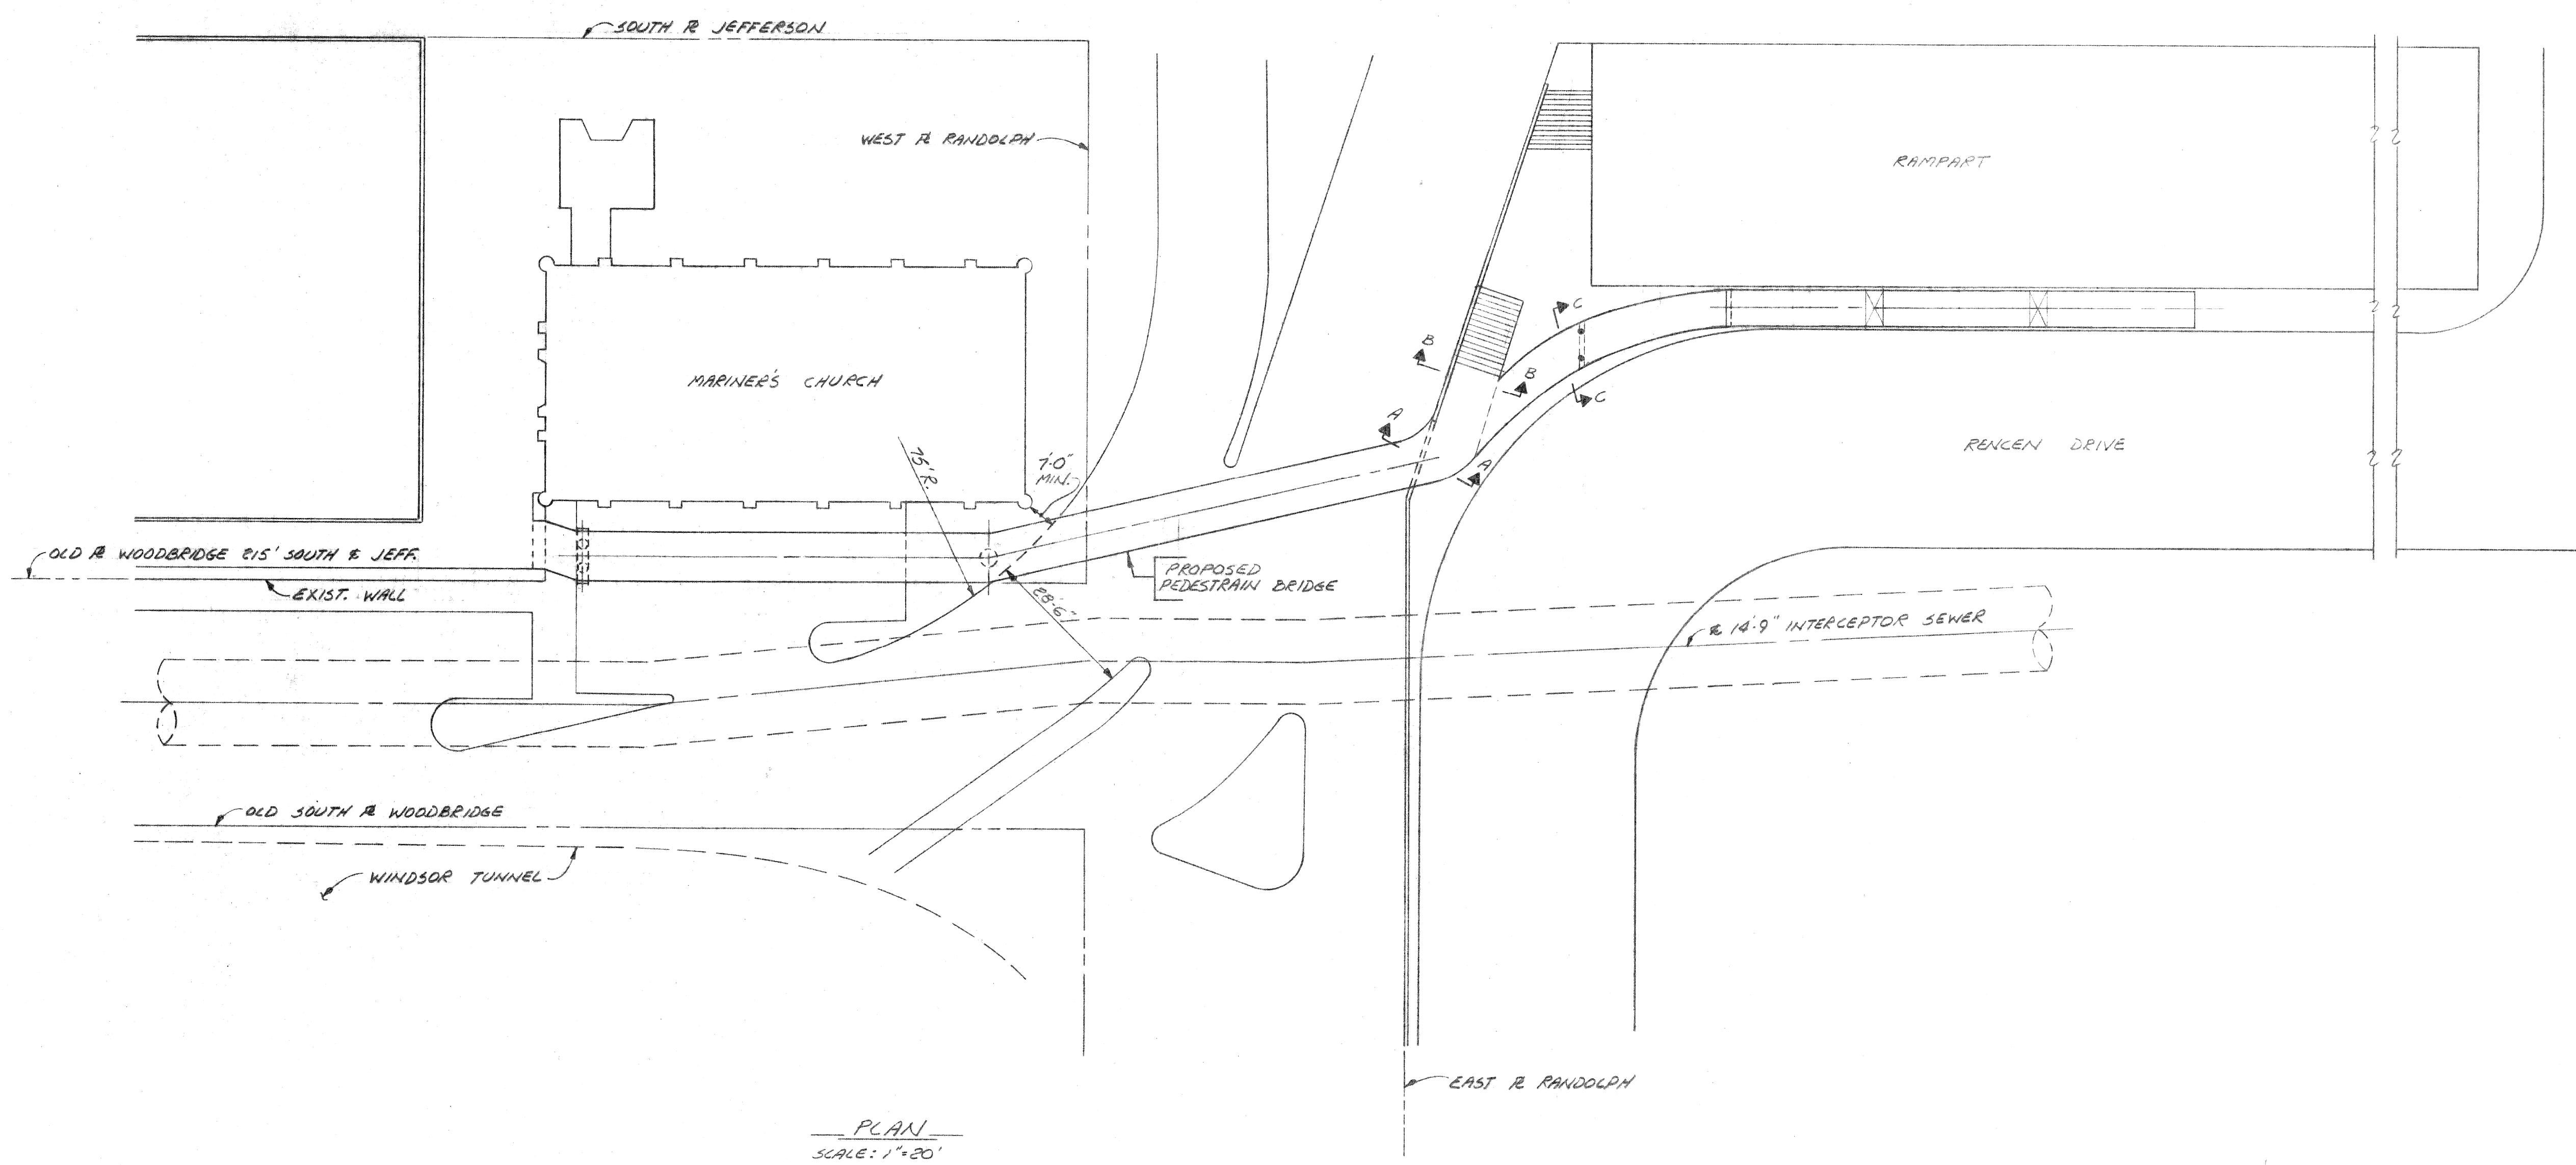 SOUTH ℞ JEFFERSON
WEST ℞ RANDOLPH
RAMPART
C
B
B
C
MARINER'S CHURCH
A
RENCEN DRIVE
75'R.
7'-0"
MIN.
A
OLD ℞ WOODBRIDGE 215' SOUTH ℄ JEFF.
EXIST. WALL
PROPOSED
PEDESTRAIN BRIDGE
28'-6"
℄ 14'-9" INTERCEPTOR SEWER
OLD SOUTH ℞ WOODBRIDGE
WINDSOR TUNNEL
EAST ℞ RANDOLPH
PLAN
SCALE: 1"=20'